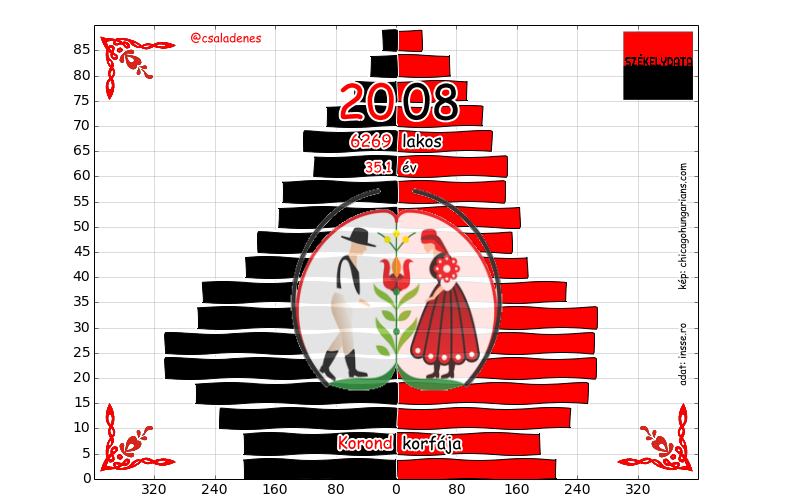 @csaladenes
SZÉKELYDATA
2008
6269 lakos
35.1 év
Korond korfája
kép: chicagohungarians.com
adat: insse.ro
85
80
75
70
65
60
55
50
45
40
35
30
25
20
15
10
5
0
320 240 160 80 0 80 160 240 320